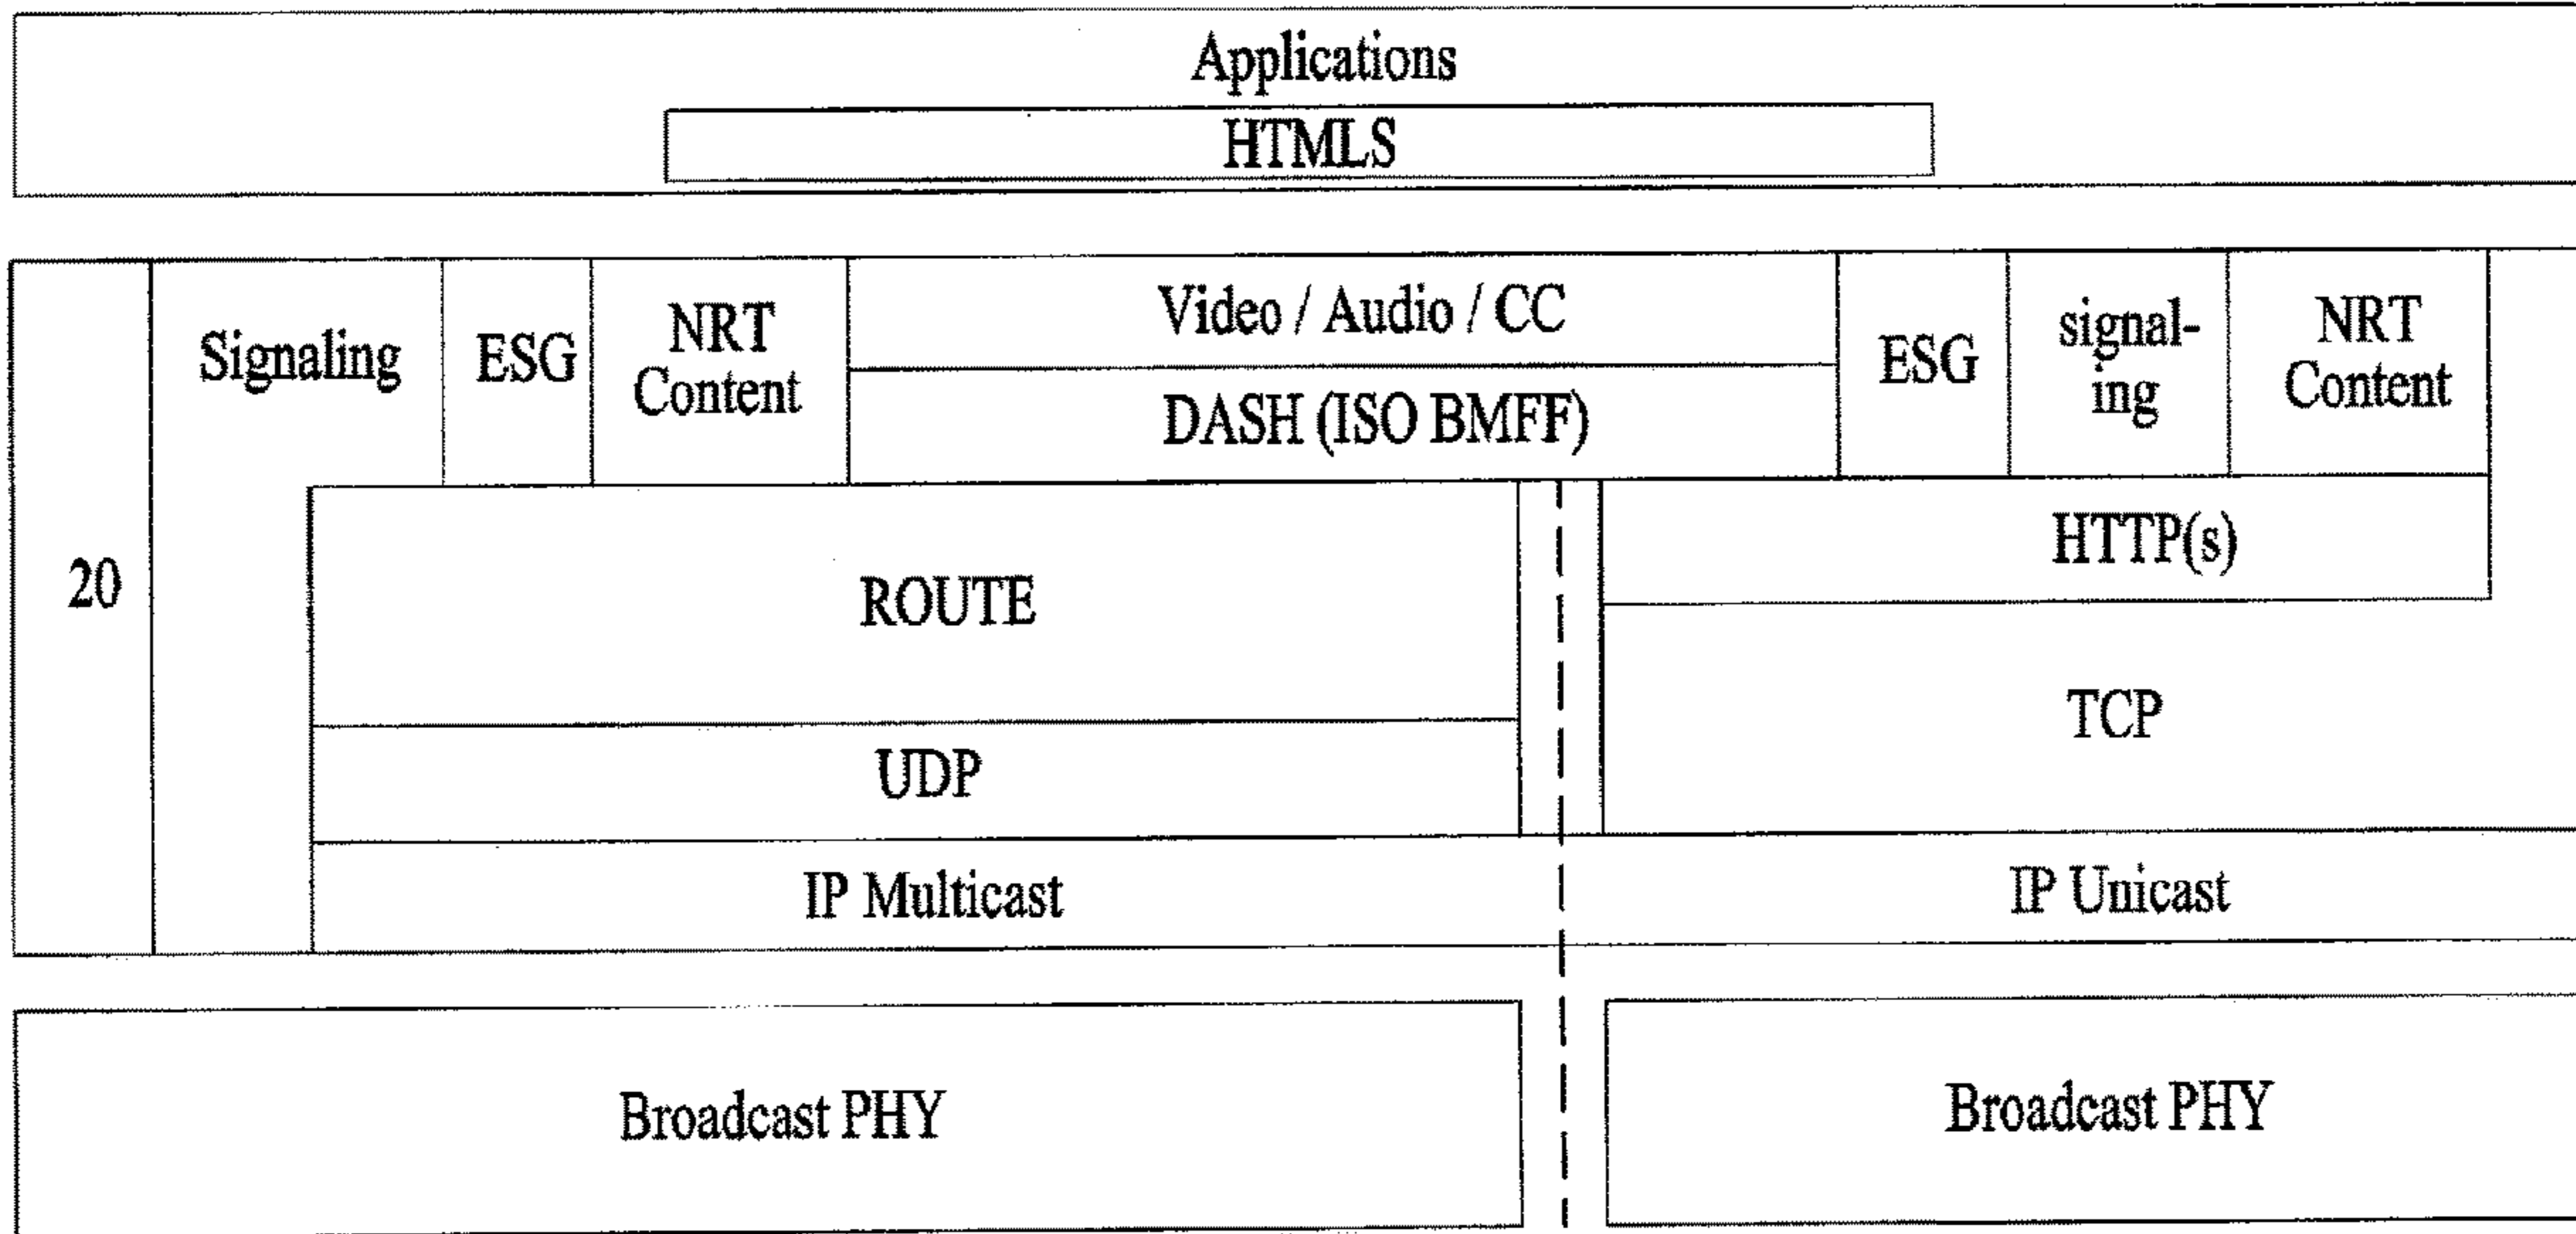 Applications
HTMLS
Signaling
ESG
NRT
Content
Video / Audio / CC
DASH (ISO BMFF)
ESG
signal-
ing
NRT
Content
20
ROUTE
HTTP(s)
UDP
TCP
IP Multicast
IP Unicast
Broadcast PHY
Broadcast PHY